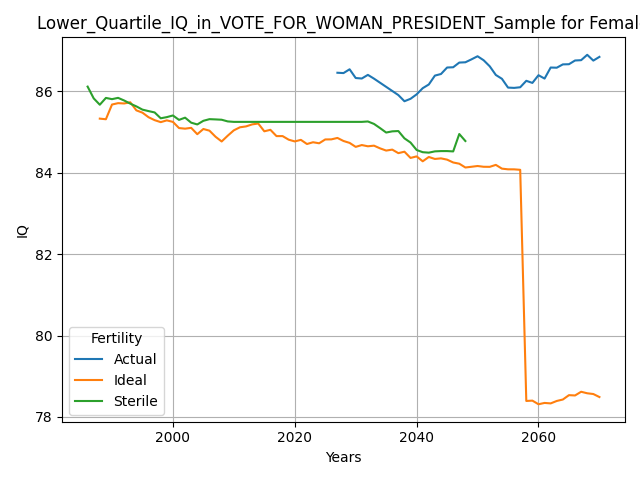 Lower_Quartile_IQ_in_VOTE_FOR_WOMAN_PRESIDENT_Sample for Femal
IQ
86
84
82
80
78
Fertility
Actual
Ideal
Sterile
2000 2020 2040 2060
Years